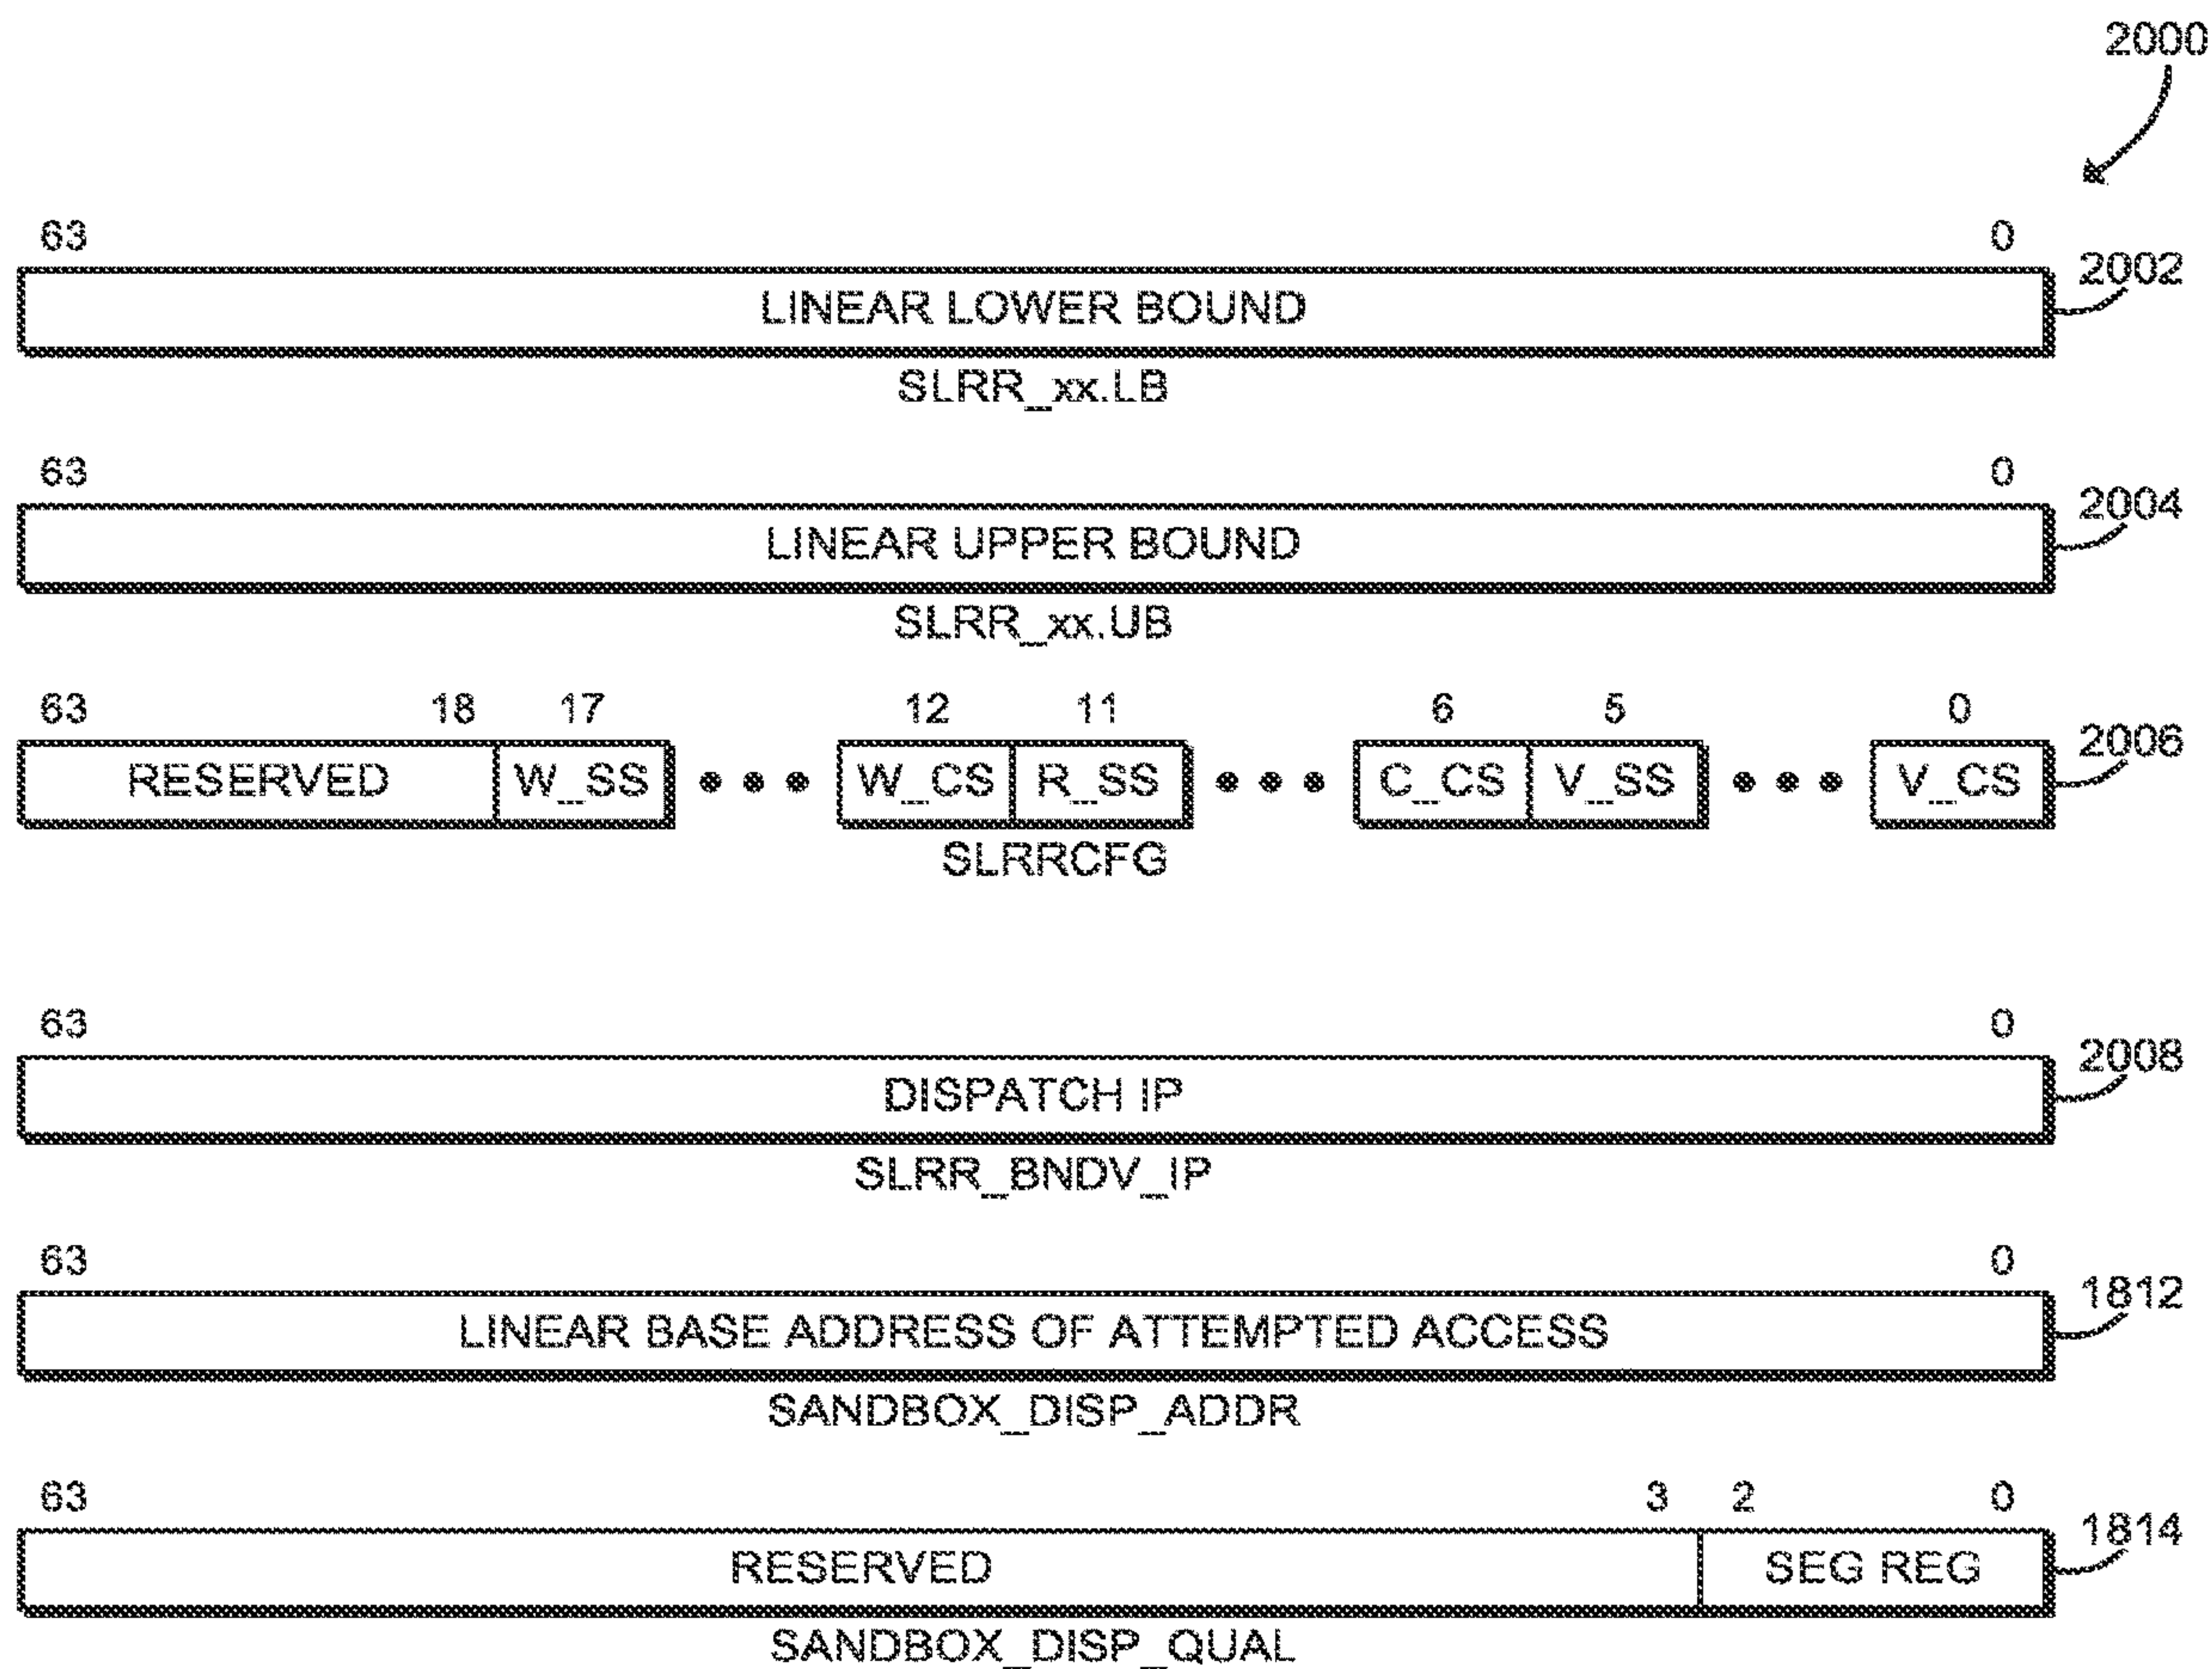 2000
63 0
LINEAR LOWER BOUND 2002
SLRR_xx.LB
63 0
LINEAR UPPER BOUND 2004
SLRR_xx.UB
63 18 17 12 11 6 5 0
RESERVED W_SS W_CS R_SS C_CS V_SS V_CS 2006
SLRRCFG
63 0
DISPATCH IP 2008
SLRR_BNDV_IP
63 0
LINEAR BASE ADDRESS OF ATTEMPTED ACCESS 1812
SANDBOX_DISP_ADDR
63 3 2 0
RESERVED SEG REG 1814
SANDBOX_DISP_QUAL